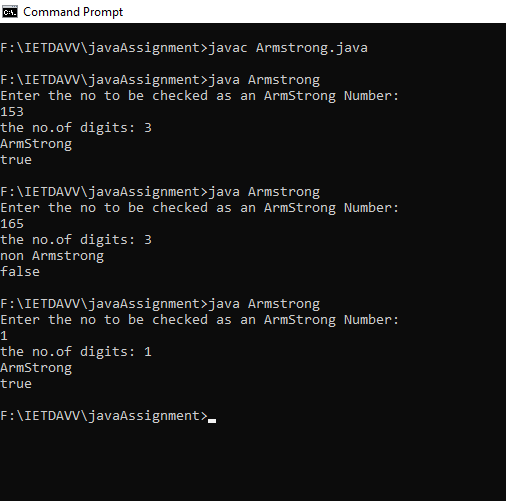 Command Prompt
F:\IETDAVV\javaAssignment>javac Armstrong.java
F:\IETDAVV\javaAssignment>java Armstrong
Enter the no to be checked as an ArmStrong Number:
153
the no.of digits: 3
ArmStrong
true
F:\IETDAVV\javaAssignment>java Armstrong
Enter the no to be checked as an ArmStrong Number:
165
the no.of digits: 3
non Armstrong
false
F:\IETDAVV\javaAssignment>java Armstrong
Enter the no to be checked as an ArmStrong Number:
1
the no.of digits: 1
ArmStrong
true
F:\IETDAVV\javaAssignment>